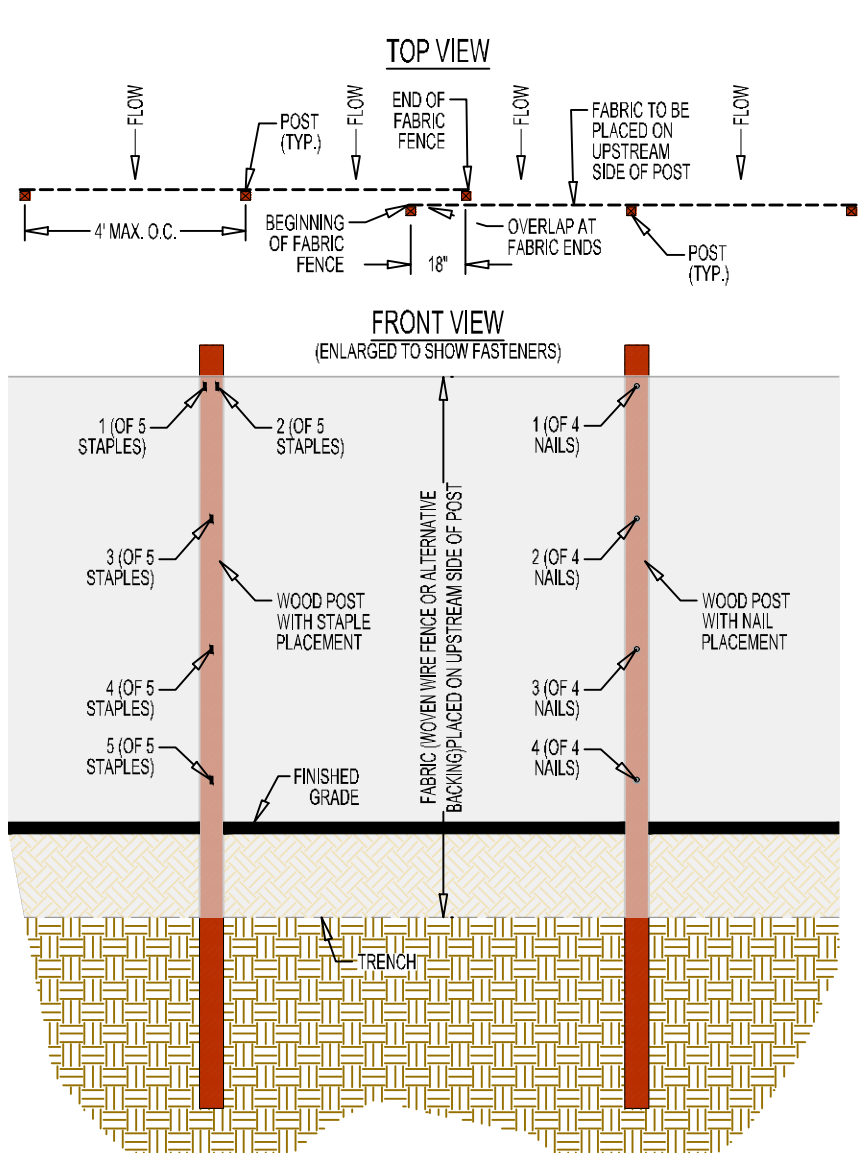 TOP VIEW
FLOW
POST
(TYP.)
FLOW
END OF
FABRIC
FENCE
FLOW
FABRIC TO BE
PLACED ON
UPSTREAM
SIDE OF POST
FLOW
4' MAX. O.C.
BEGINNING
OF FABRIC
FENCE
18"
OVERLAP AT
FABRIC ENDS
POST
(TYP.)
FRONT VIEW
(ENLARGED TO SHOW FASTENERS)
1 (OF 5
STAPLES)
2 (OF 5
STAPLES)
3 (OF 5
STAPLES)
WOOD POST
WITH STAPLE
PLACEMENT
4 (OF 5
STAPLES)
5 (OF 5
STAPLES)
FINISHED
GRADE
FABRIC (WOVEN WIRE FENCE OR ALTERNATIVE
BACKING)PLACED ON UPSTREAM SIDE OF POST
1 (OF 4
NAILS)
2 (OF 4
NAILS)
WOOD POST
WITH NAIL
PLACEMENT
3 (OF 4
NAILS)
4 (OF 4
NAILS)
TRENCH